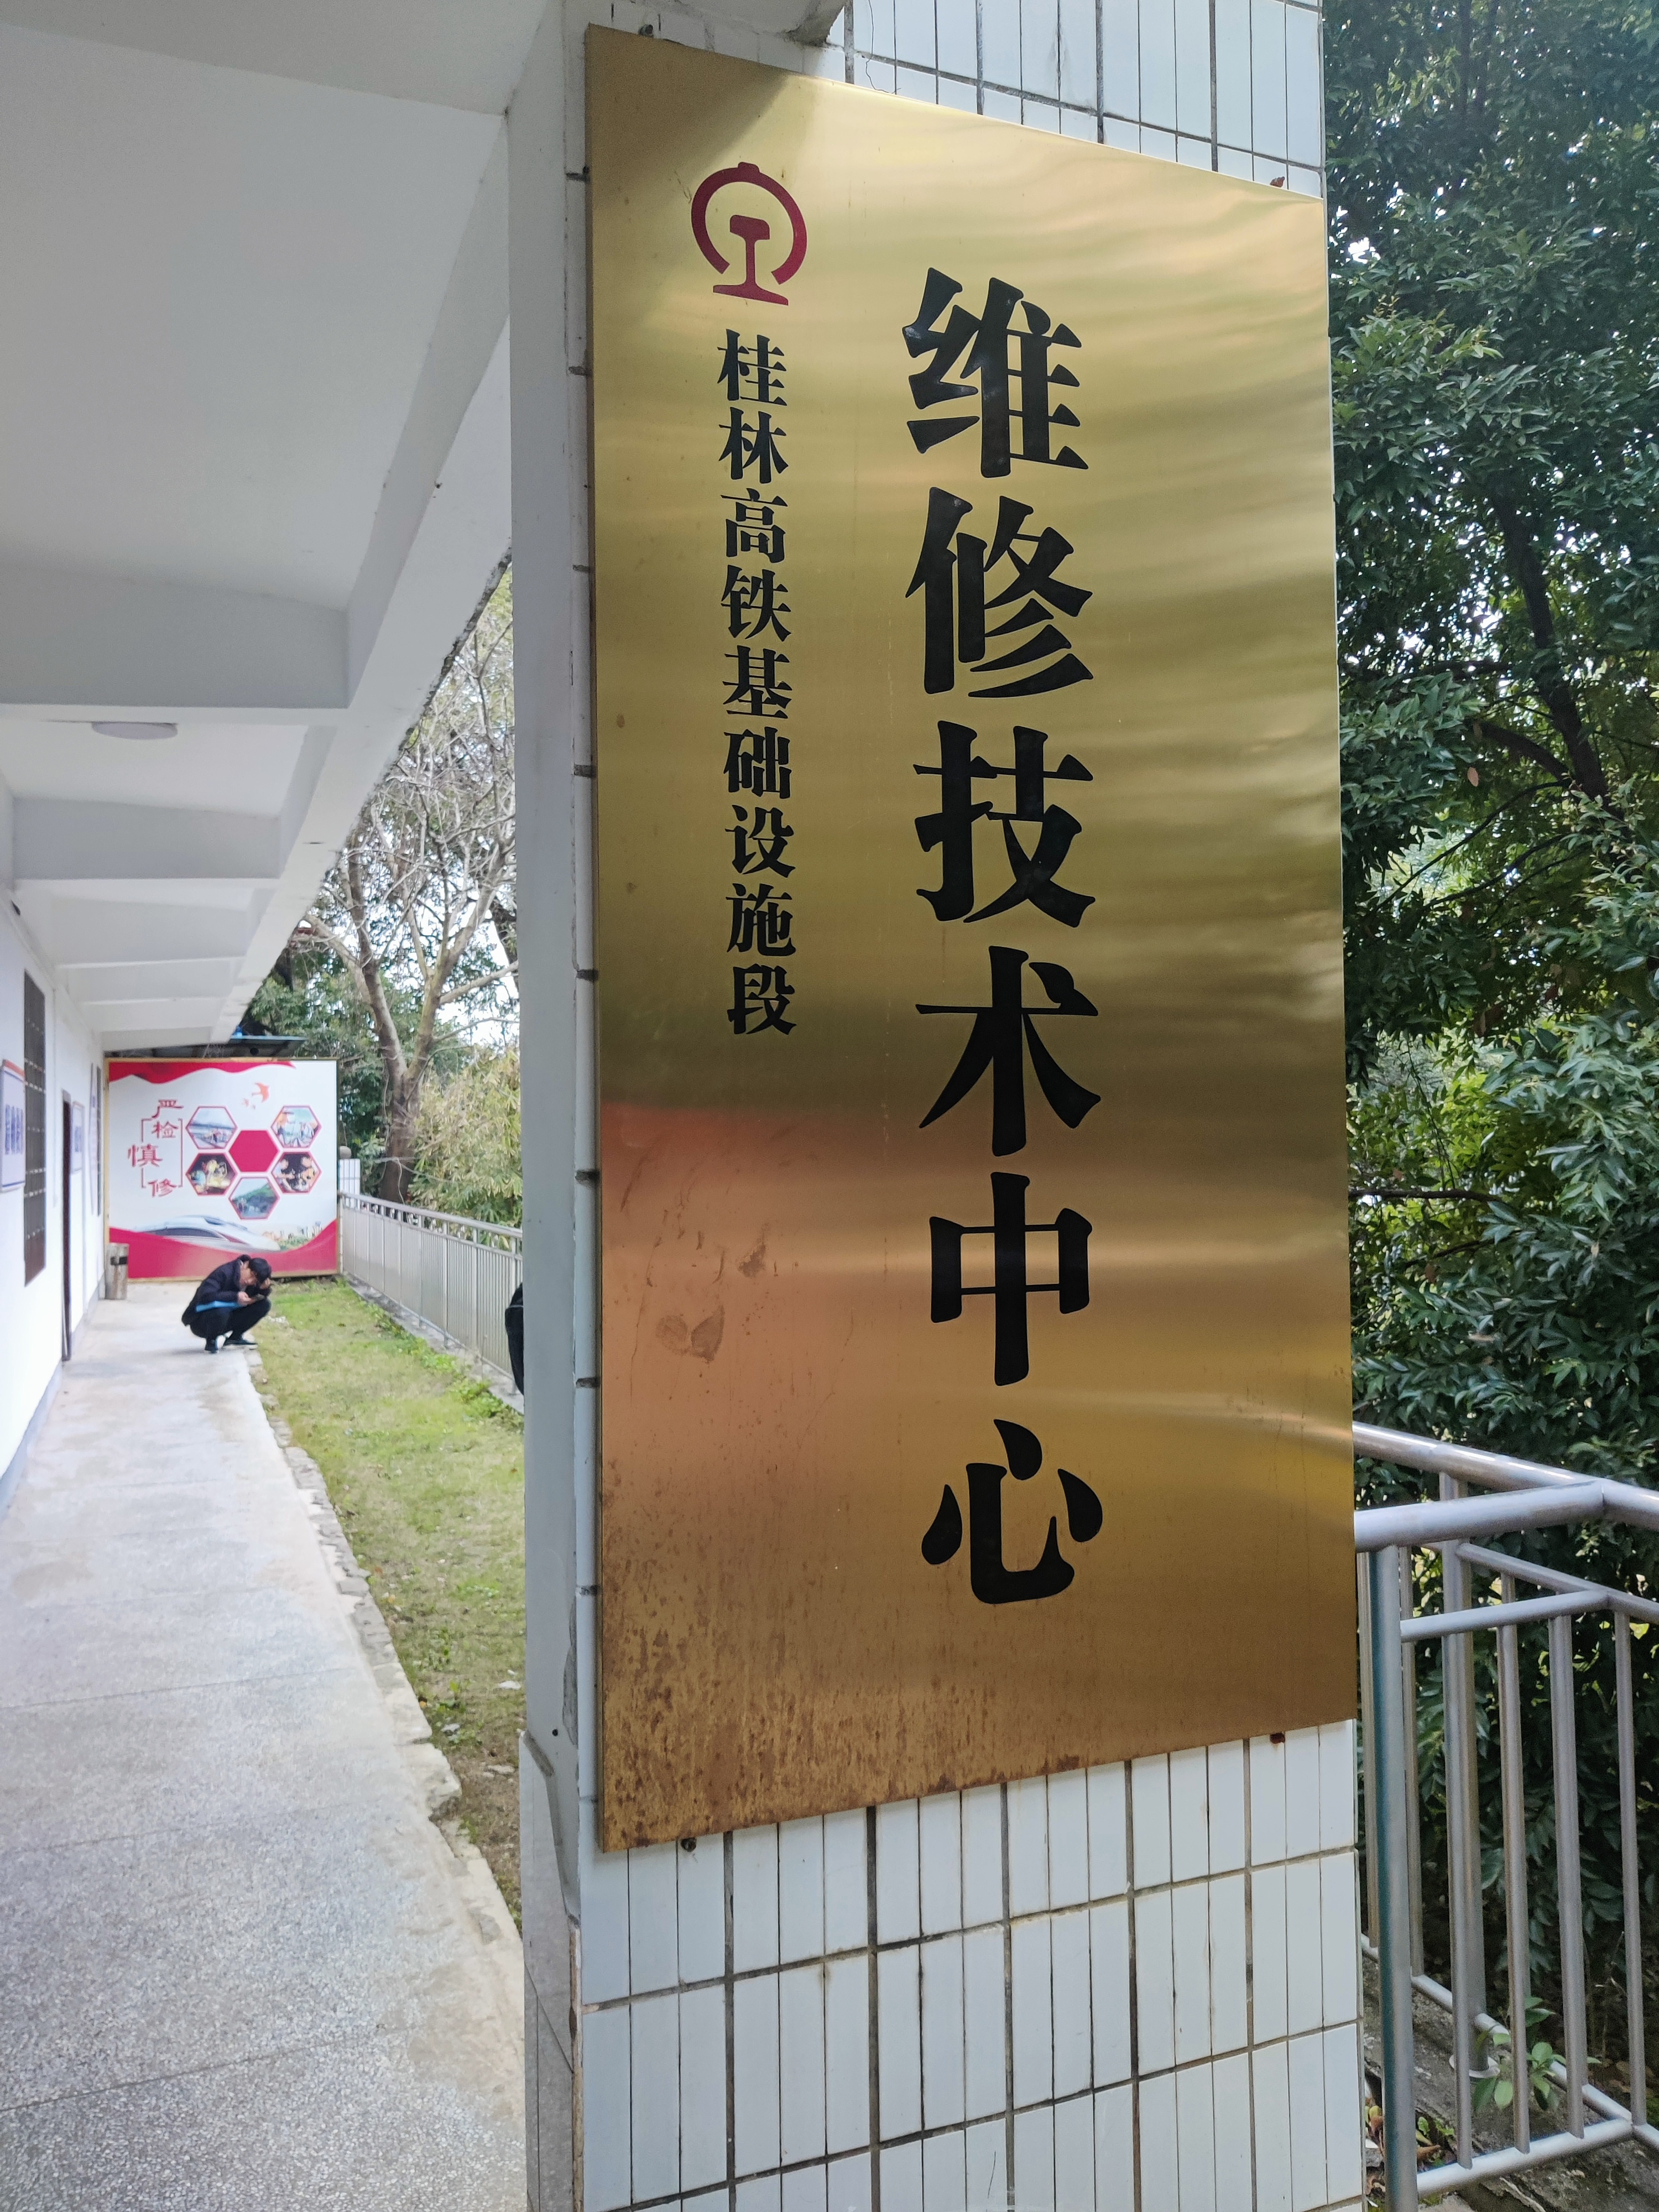 桂林高铁基础设施段
维修技术中心
严检慎修